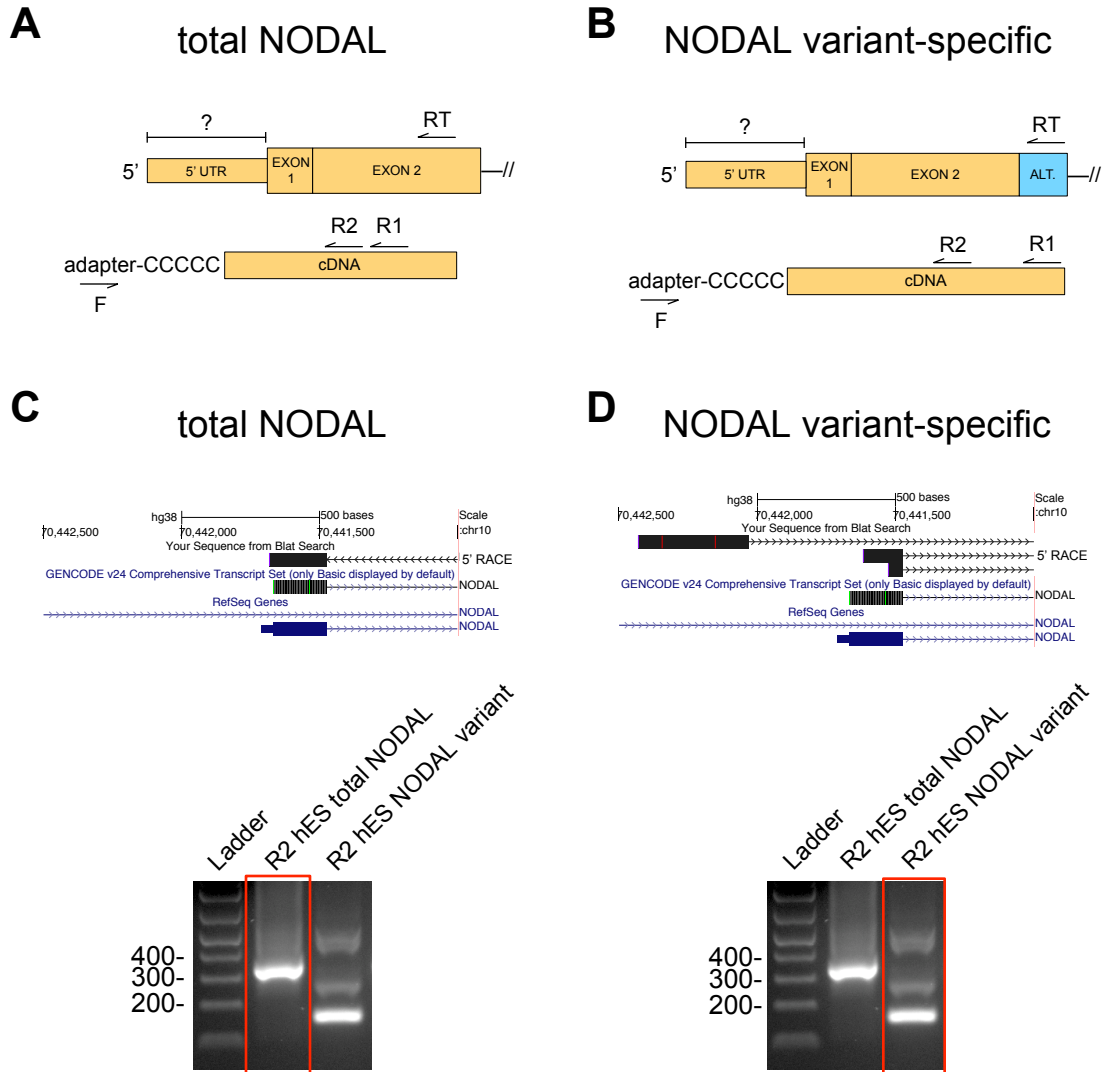 A
total NODAL
?
RT
5'
5' UTR
EXON
1
EXON 2
//
R2
R1
adapter-CCCCC
cDNA
F
B
NODAL variant-specific
?
RT
5'
5' UTR
EXON
1
EXON 2
ALT.
//
R2
R1
adapter-CCCCC
cDNA
F
C
total NODAL
hg38
500 bases
Scale
70,442,500
70,442,000
70,441,500
:chr10
Your Sequence from Blat Search
5' RACE
GENCODE v24 Comprehensive Transcript Set (only Basic displayed by default)
NODAL
RefSeq Genes
NODAL
NODAL
Ladder
R2 hES total NODAL
R2 hES NODAL variant
400-
300-
200-
D
NODAL variant-specific
hg38
500 bases
Scale
70,442,500
70,442,000
70,441,500
:chr10
Your Sequence from Blat Search
5' RACE
GENCODE v24 Comprehensive Transcript Set (only Basic displayed by default)
NODAL
RefSeq Genes
NODAL
NODAL
Ladder
R2 hES total NODAL
R2 hES NODAL variant
400-
300-
200-